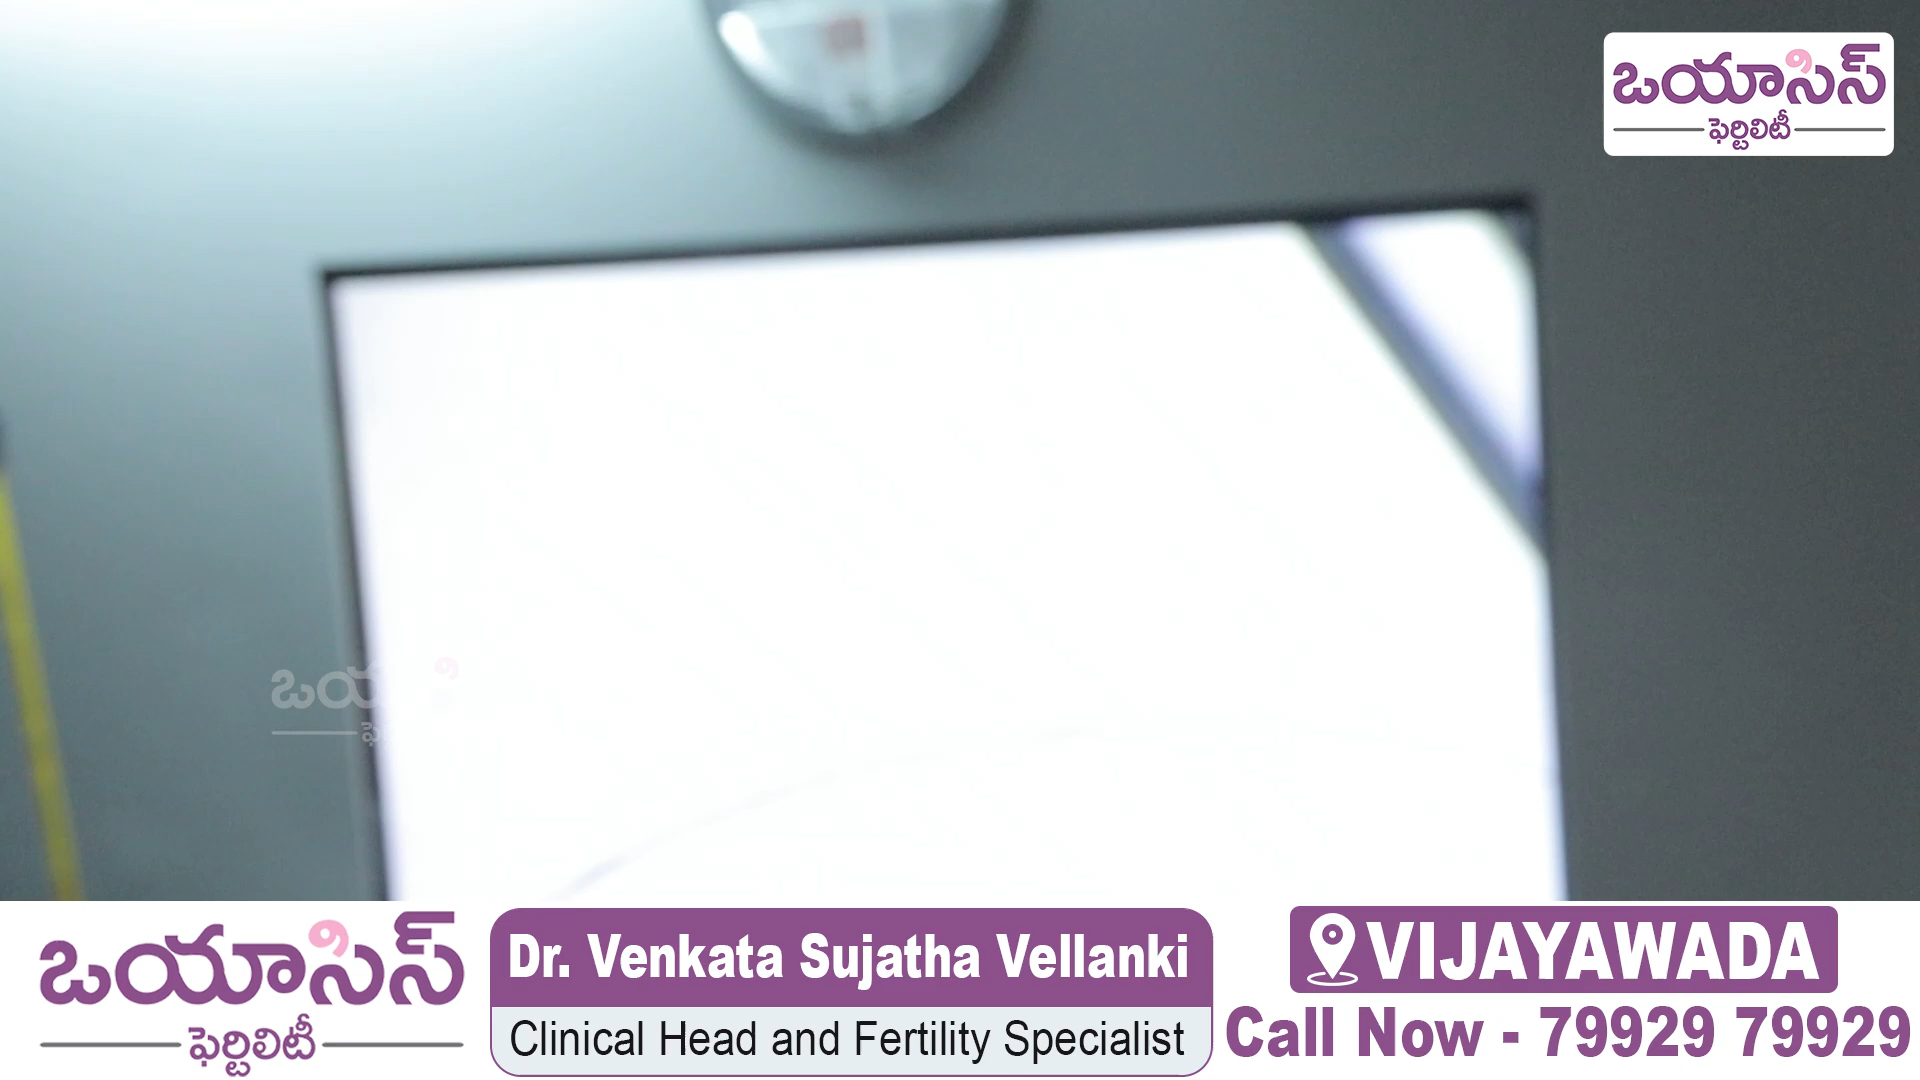 ఒయాసిస్
ఫెర్టిలిటీ
ఒయాసిస్
ఫెర్టిలిటీ
Dr. Venkata Sujatha Vellanki
Clinical Head and Fertility Specialist
VIJAYAWADA
Call Now - 79929 79929